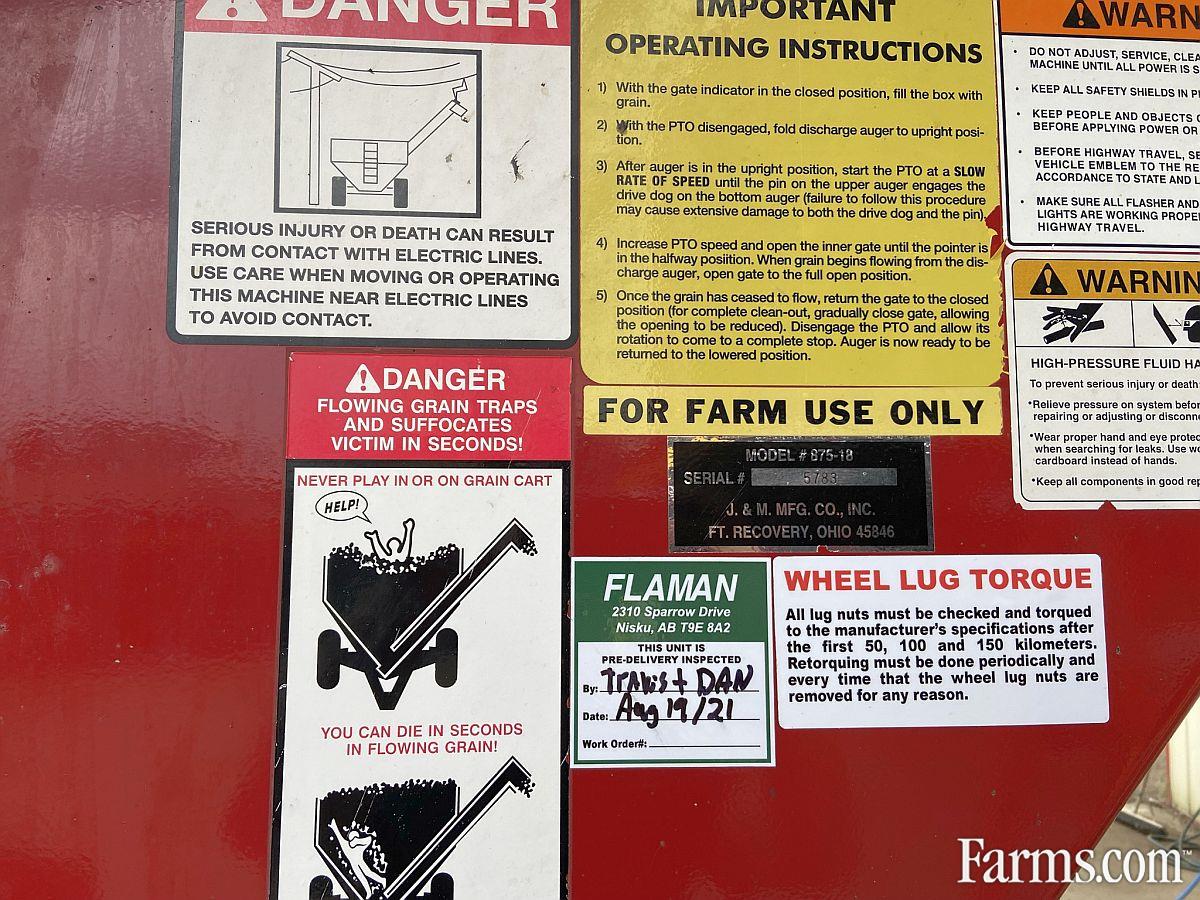 DANGER
SERIOUS INJURY OR DEATH CAN RESULT
FROM CONTACT WITH ELECTRIC LINES.
USE CARE WHEN MOVING OR OPERATING
THIS MACHINE NEAR ELECTRIC LINES
TO AVOID CONTACT.
DANGER
FLOWING GRAIN TRAPS
AND SUFFOCATES
VICTIM IN SECONDS!
NEVER PLAY IN OR ON GRAIN CART
HELP!
YOU CAN DIE IN SECONDS
IN FLOWING GRAIN!
IMPORTANT
OPERATING INSTRUCTIONS
1) With the gate indicator in the closed position, fill the box with
grain.
2) With the PTO disengaged, fold discharge auger to upright posi-
tion.
3) After auger is in the upright position, start the PTO at a SLOW
RATE OF SPEED until the pin on the upper auger engages the
drive dog on the bottom auger (failure to follow this procedure
may cause extensive damage to both the drive dog and the pin).
4) Increase PTO speed and open the inner gate until the pointer is
in the halfway position. When grain begins flowing from the dis-
charge auger, open gate to the full open position.
5) Once the grain has ceased to flow, return the gate to the closed
position (for complete clean-out, gradually close gate, allowing
the opening to be reduced). Disengage the PTO and allow its
rotation to come to a complete stop. Auger is now ready to be
returned to the lowered position.
FOR FARM USE ONLY
MODEL # 875-18
SERIAL # 5783
J. & M. MFG. CO., INC.
FT. RECOVERY, OHIO 45846
FLAMAN
2310 Sparrow Drive
Nisku, AB T9E 8A2
THIS UNIT IS
PRE-DELIVERY INSPECTED
By: Travis + DAN
Date: Aug 19/21
Work Order#:
WHEEL LUG TORQUE
All lug nuts must be checked and torqued
to the manufacturer's specifications after
the first 50, 100 and 150 kilometers.
Retorquing must be done periodically and
every time that the wheel lug nuts are
removed for any reason.
WARN
• DO NOT ADJUST, SERVICE, CLEA
MACHINE UNTIL ALL POWER IS S
• KEEP ALL SAFETY SHIELDS IN P
• KEEP PEOPLE AND OBJECTS
BEFORE APPLYING POWER OR
• BEFORE HIGHWAY TRAVEL, SE
VEHICLE EMBLEM TO THE RE
ACCORDANCE TO STATE AND L
• MAKE SURE ALL FLASHER AND
LIGHTS ARE WORKING PROPE
HIGHWAY TRAVEL.
WARNIN
HIGH-PRESSURE FLUID HA
To prevent serious injury or death:
•Relieve pressure on system befor
repairing or adjusting or disconne
•Wear proper hand and eye protec
when searching for leaks. Use wo
cardboard instead of hands.
•Keep all components in good rep
Farms.com™